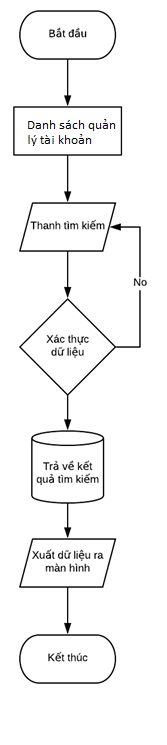 Bắt đầu
Danh sách quản
lý tài khoản
Thanh tìm kiếm
No
Xác thực
dữ liệu
Trả về kết
quả tìm kiếm
Xuất dữ liệu ra
màn hình
Kết thúc